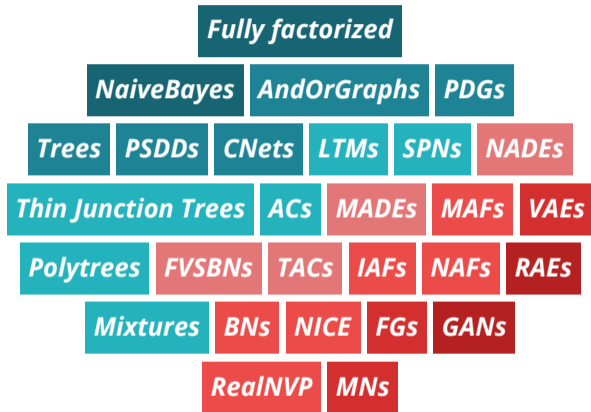 Fully factorized
NaiveBayes AndOrGraphs PDGs
Trees PSDDs CNets LTMs SPNs NADEs
Thin Junction Trees ACs MADEs MAFs VAEs
Polytrees FVSBNs TACs IAFs NAFs RAEs
Mixtures BNs NICE FGs GANs
RealNVP MNs